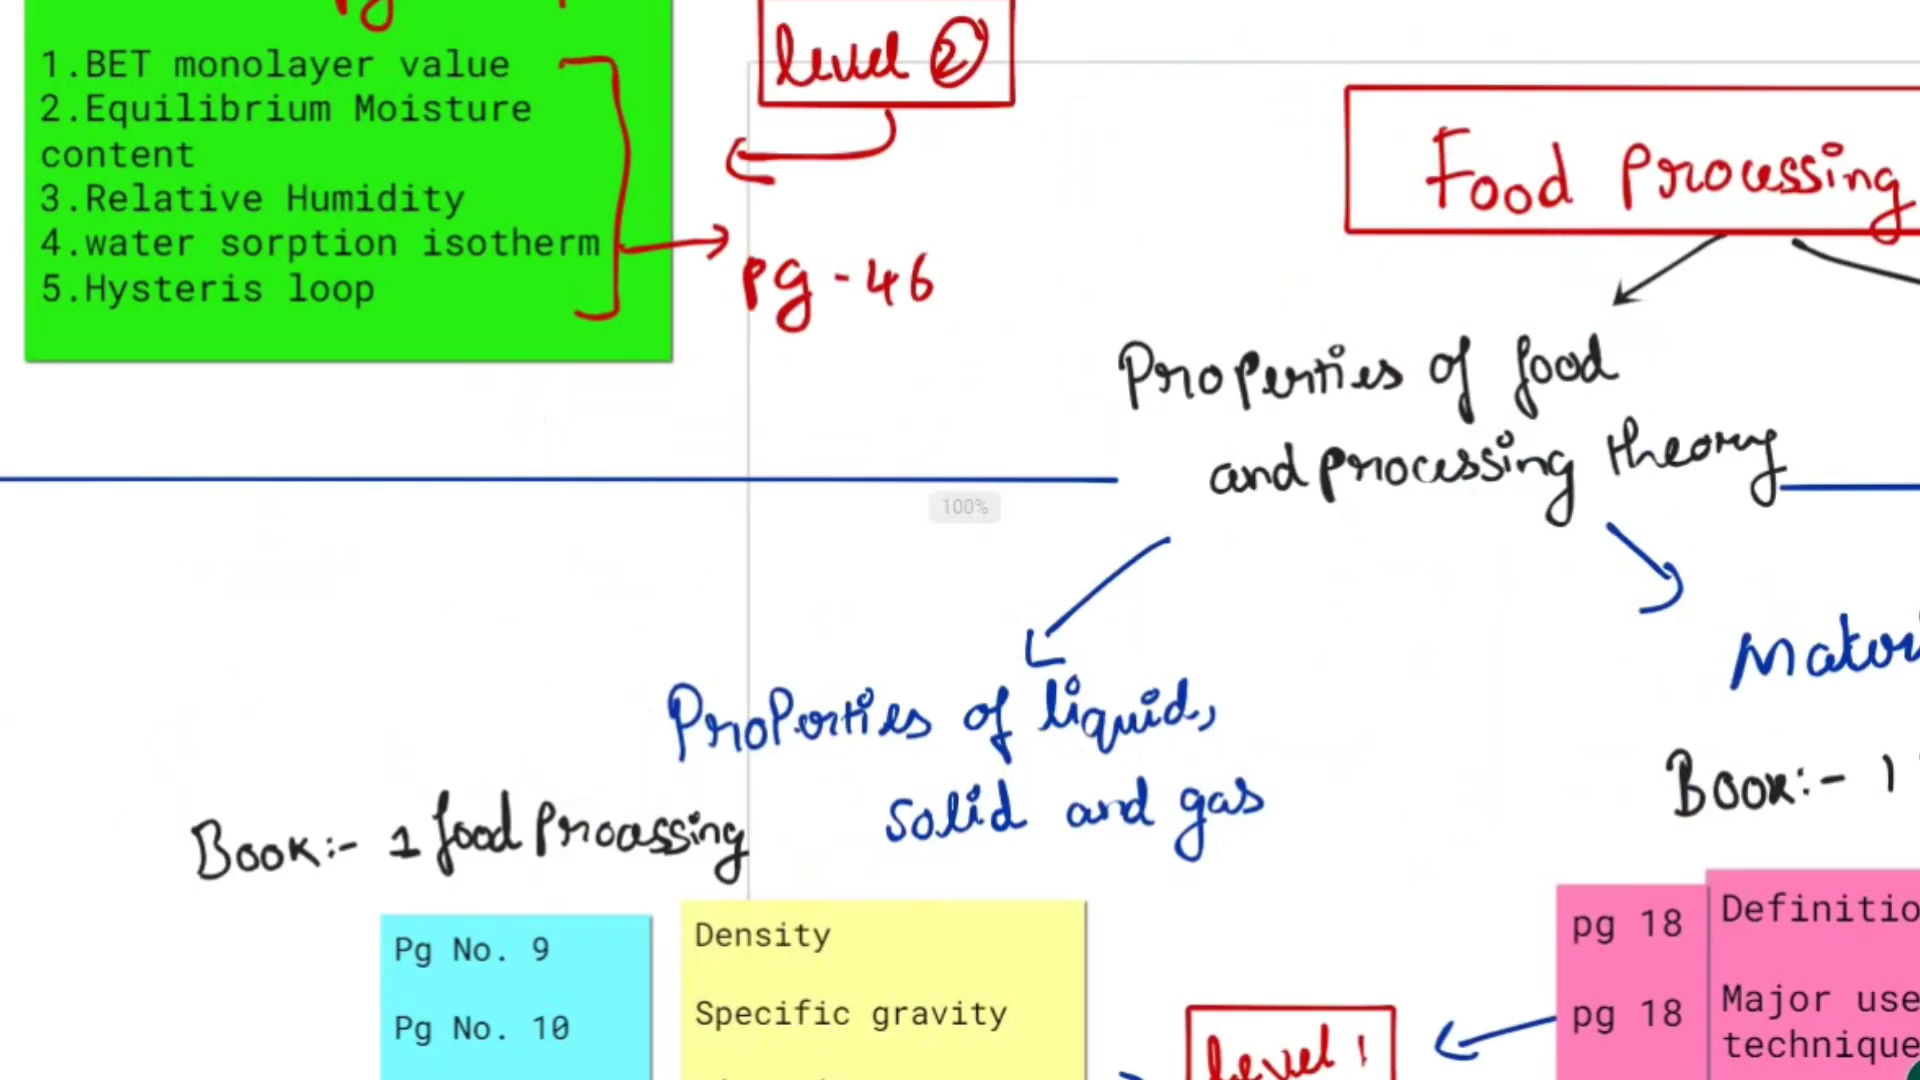 1.BET monolayer value
2.Equilibrium Moisture
content
3.Relative Humidity
4.water sorption isotherm
5.Hysteris loop
level 2
pg - 46
Food Processing
Properties of food
and processing theory
100%
Properties of liquid,
solid and gas
Book:- 1 food Processing
Pg No. 9
Pg No. 10
Density
Specific gravity
level 1
Book:- 1
pg 18
pg 18
Definitio
Major use
technique